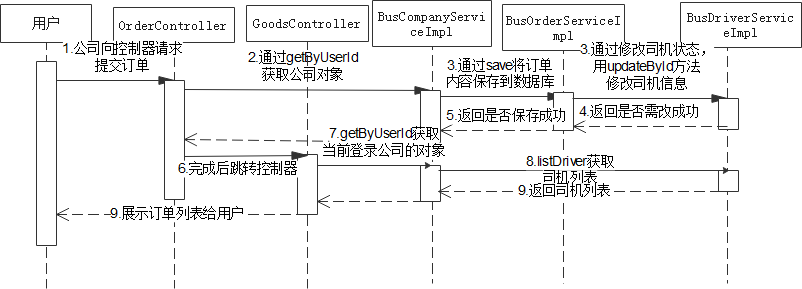 用户
OrderController
GoodsController
BusCompanyServi
ceImpl
BusOrderServiceI
mpl
BusDriverServic
eImpl
1.公司向控制器请求
提交订单
2.通过getByUserId
获取公司对象
3.通过save将订单
内容保存到数据库
3.通过修改司机状态，
用updateById方法
修改司机信息
4.返回是否需改成功
5.返回是否保存成功
7.getByUserId获取
当前登录公司的对象
6.完成后跳转控制器
8.listDriver获取
司机列表
9.返回司机列表
9.展示订单列表给用户